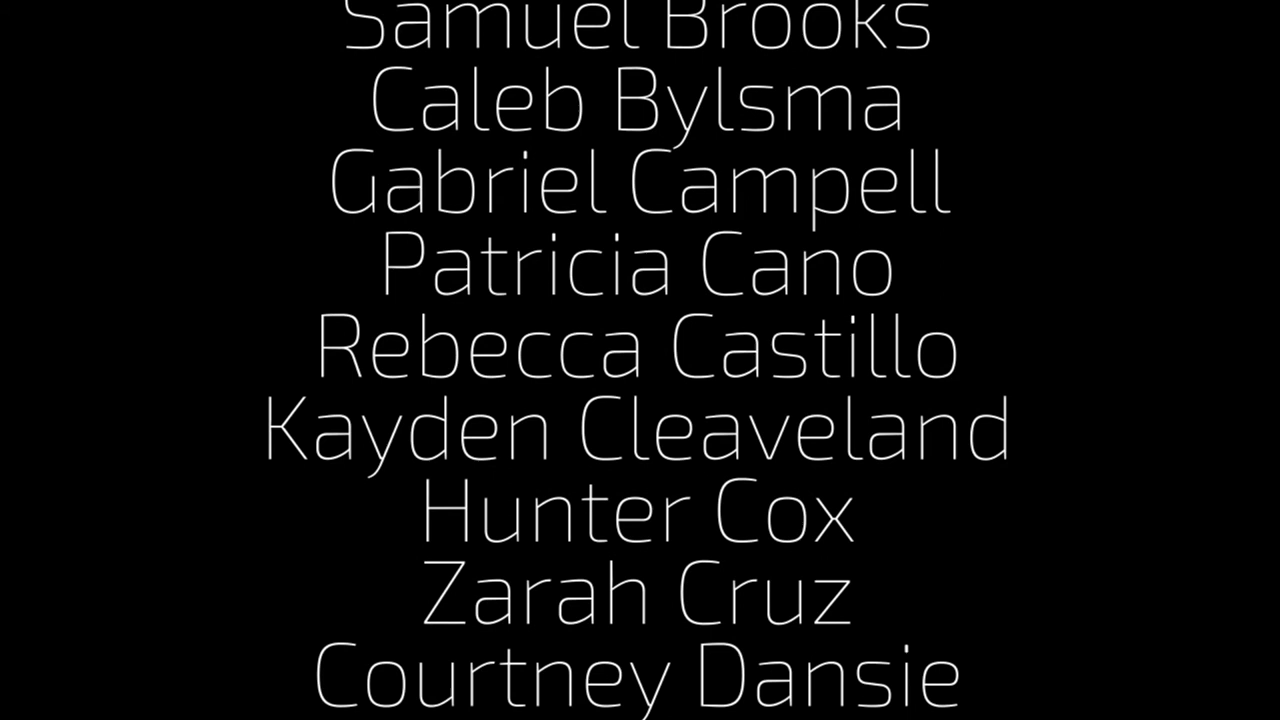 Samuel Brooks
Caleb Bylsma
Gabriel Campell
Patricia Cano
Rebecca Castillo
Kayden Cleaveland
Hunter Cox
Zarah Cruz
Courtney Dansie